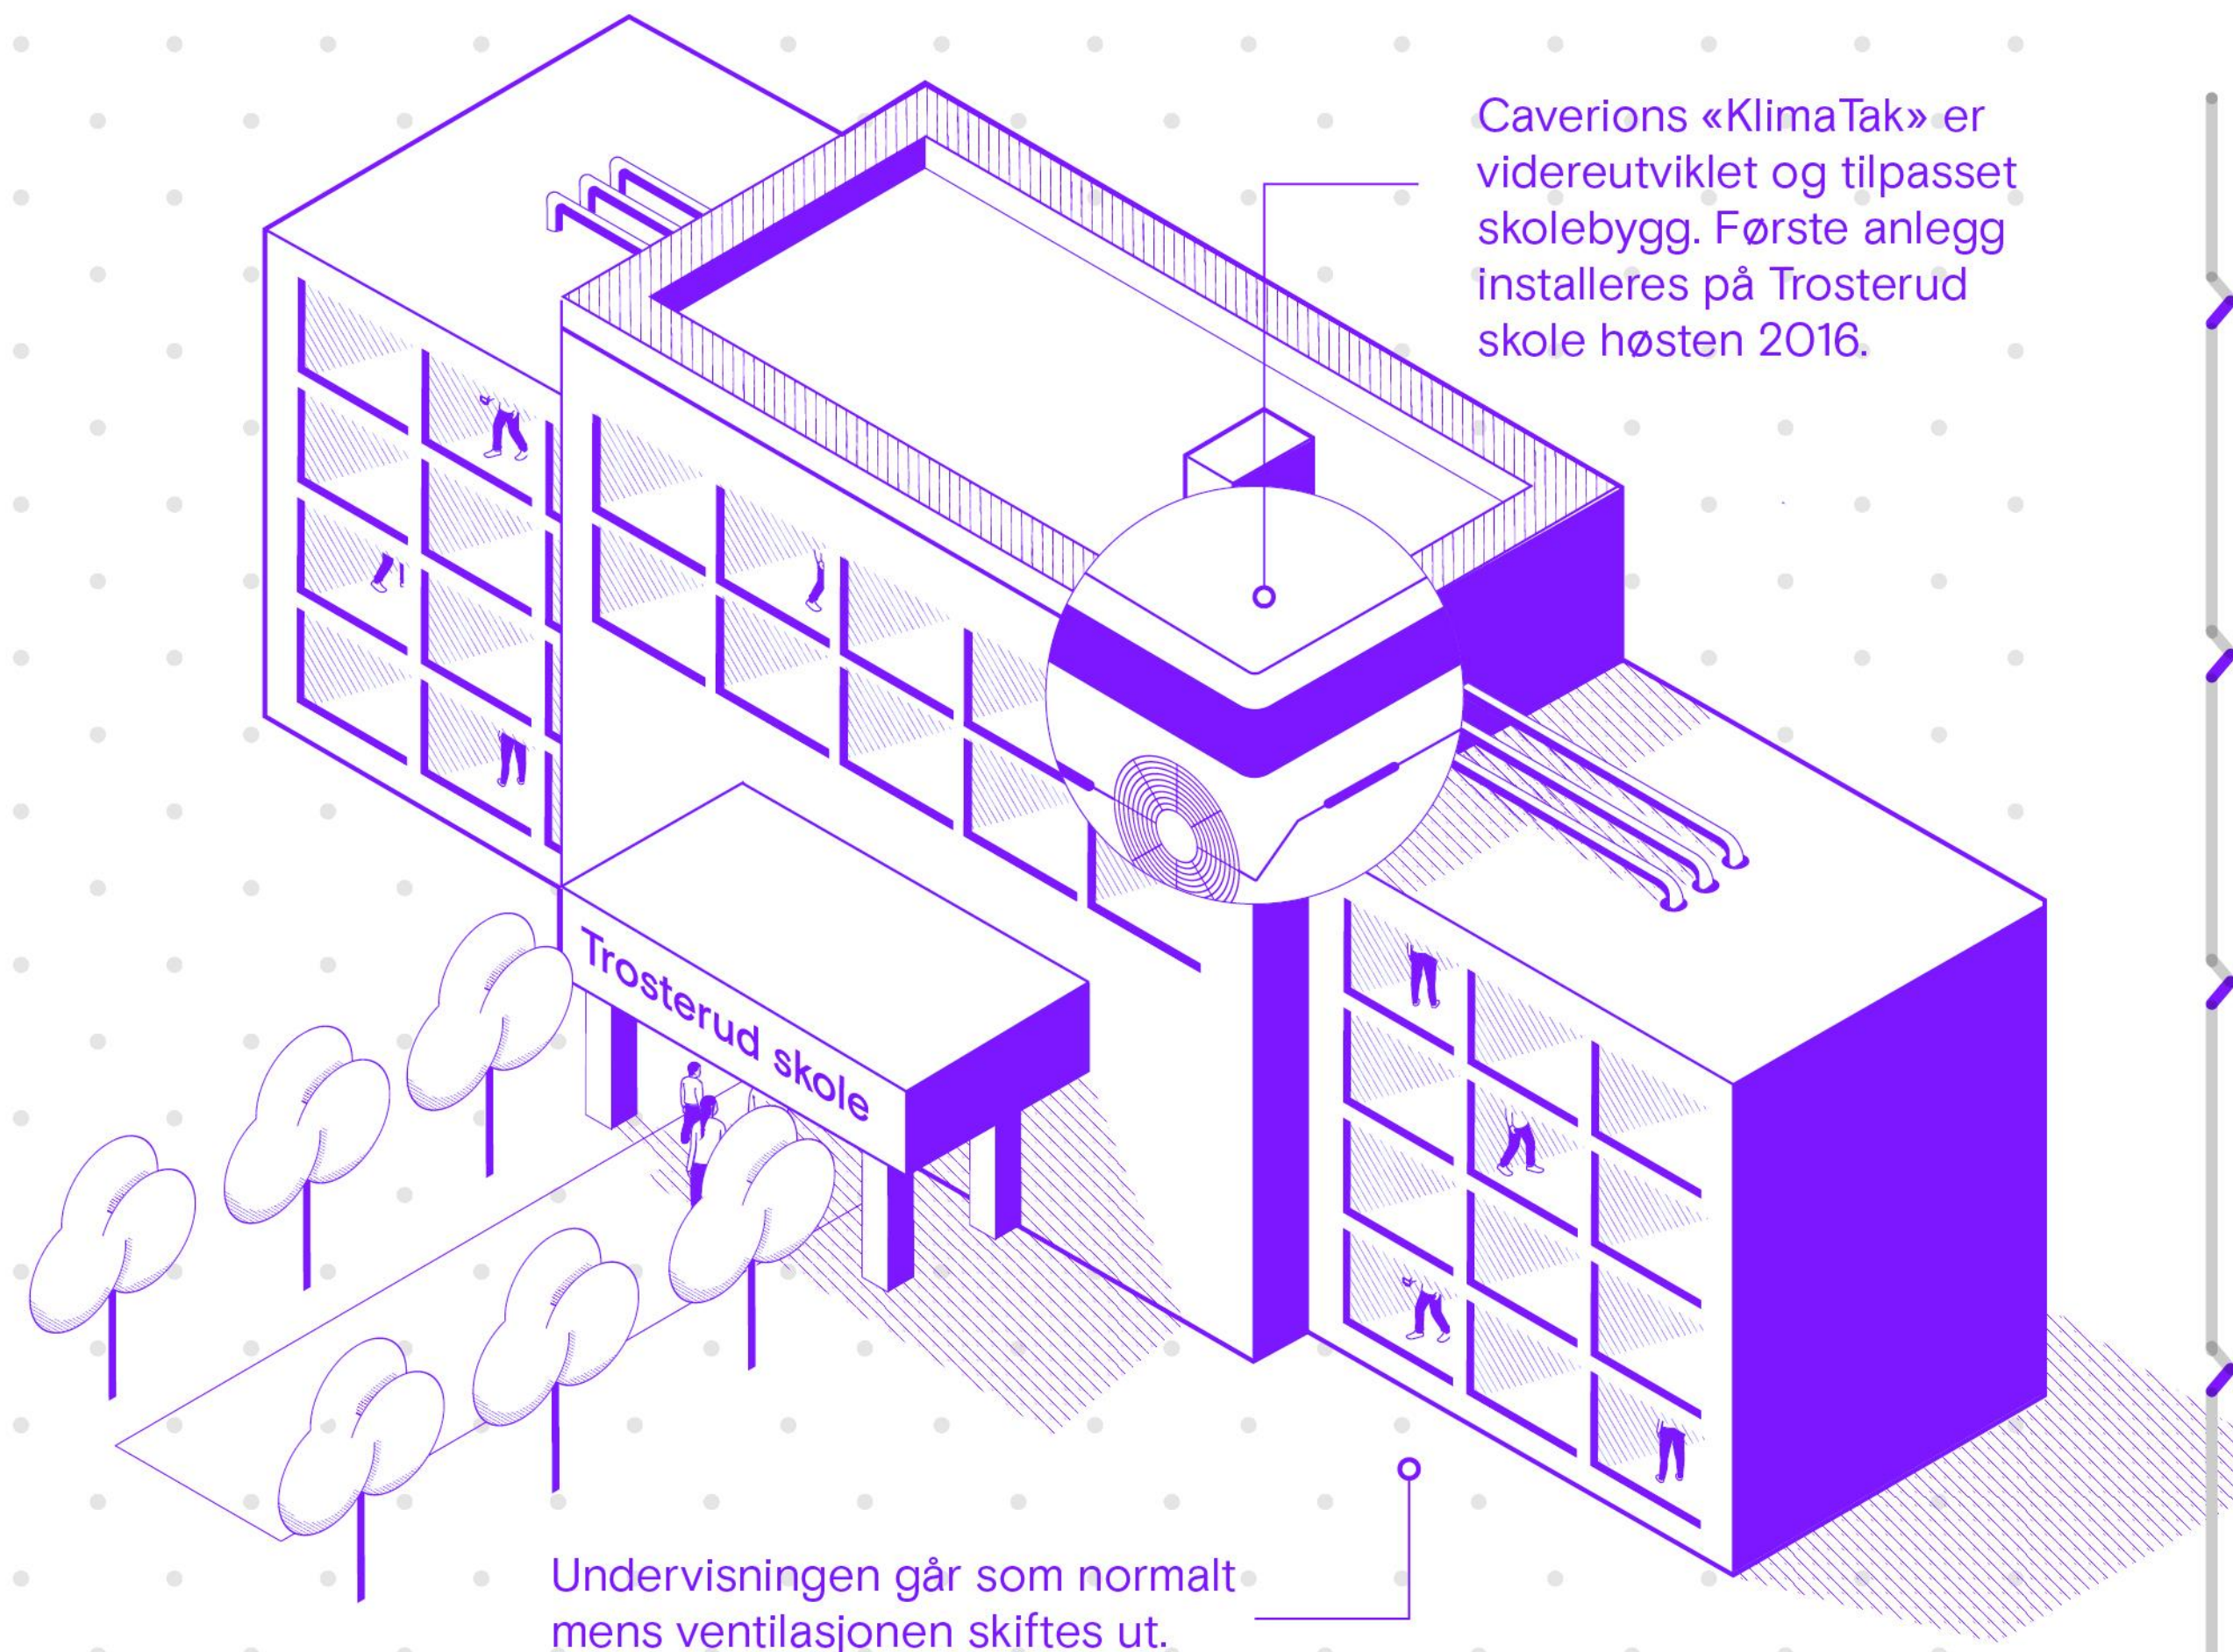 Caverions «KlimaTak» er
videreutviklet og tilpasset
skolebygg. Første anlegg
installeres på Trosterud
skole høsten 2016.
Trosterud skole
Undervisningen går som normalt
mens ventilasjonen skiftes ut.